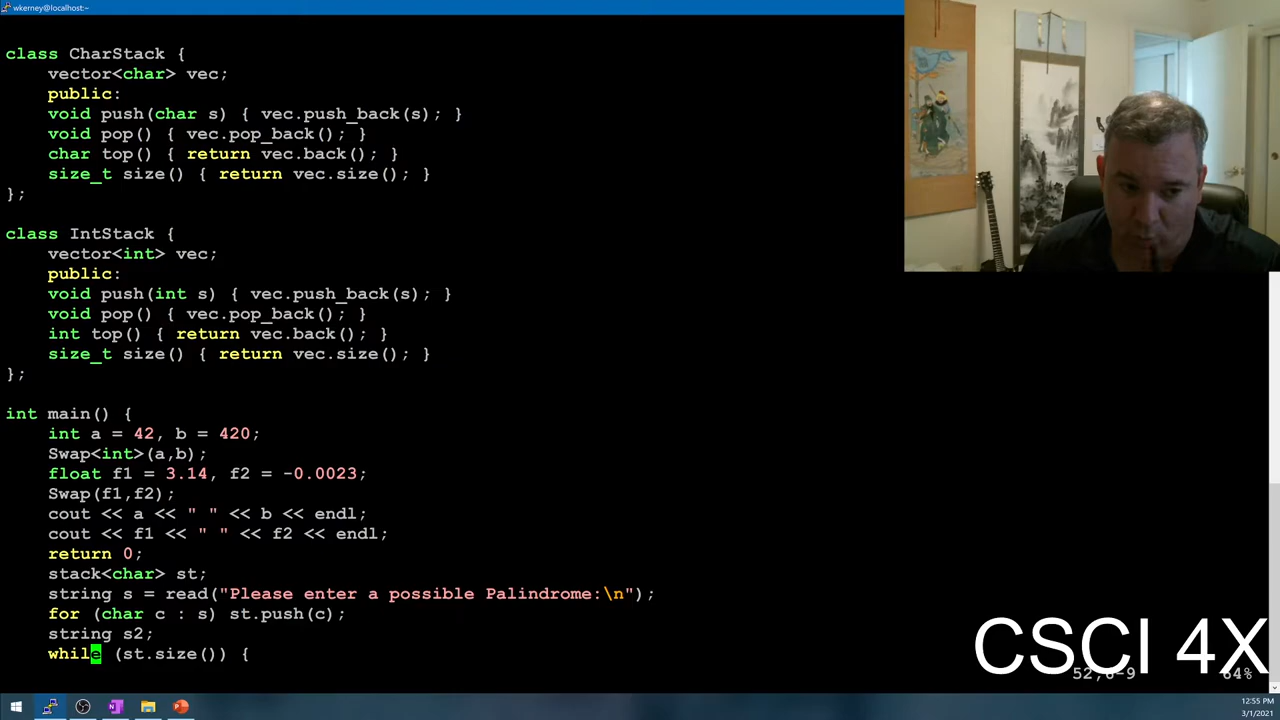 wkerney@localhost:~
class CharStack {
    vector<char> vec;
    public:
    void push(char s) { vec.push_back(s); }
    void pop() { vec.pop_back(); }
    char top() { return vec.back(); }
    size_t size() { return vec.size(); }
};
class IntStack {
    vector<int> vec;
    public:
    void push(int s) { vec.push_back(s); }
    void pop() { vec.pop_back(); }
    int top() { return vec.back(); }
    size_t size() { return vec.size(); }
};
int main() {
    int a = 42, b = 420;
    Swap<int>(a,b);
    float f1 = 3.14, f2 = -0.0023;
    Swap(f1,f2);
    cout << a << " " << b << endl;
    cout << f1 << " " << f2 << endl;
    return 0;
    stack<char> st;
    string s = read("Please enter a possible Palindrome:\n");
    for (char c : s) st.push(c);
    string s2;
    while (st.size()) {
CSCI 4X
52,6-9 64%
12:55 PM
3/1/2021